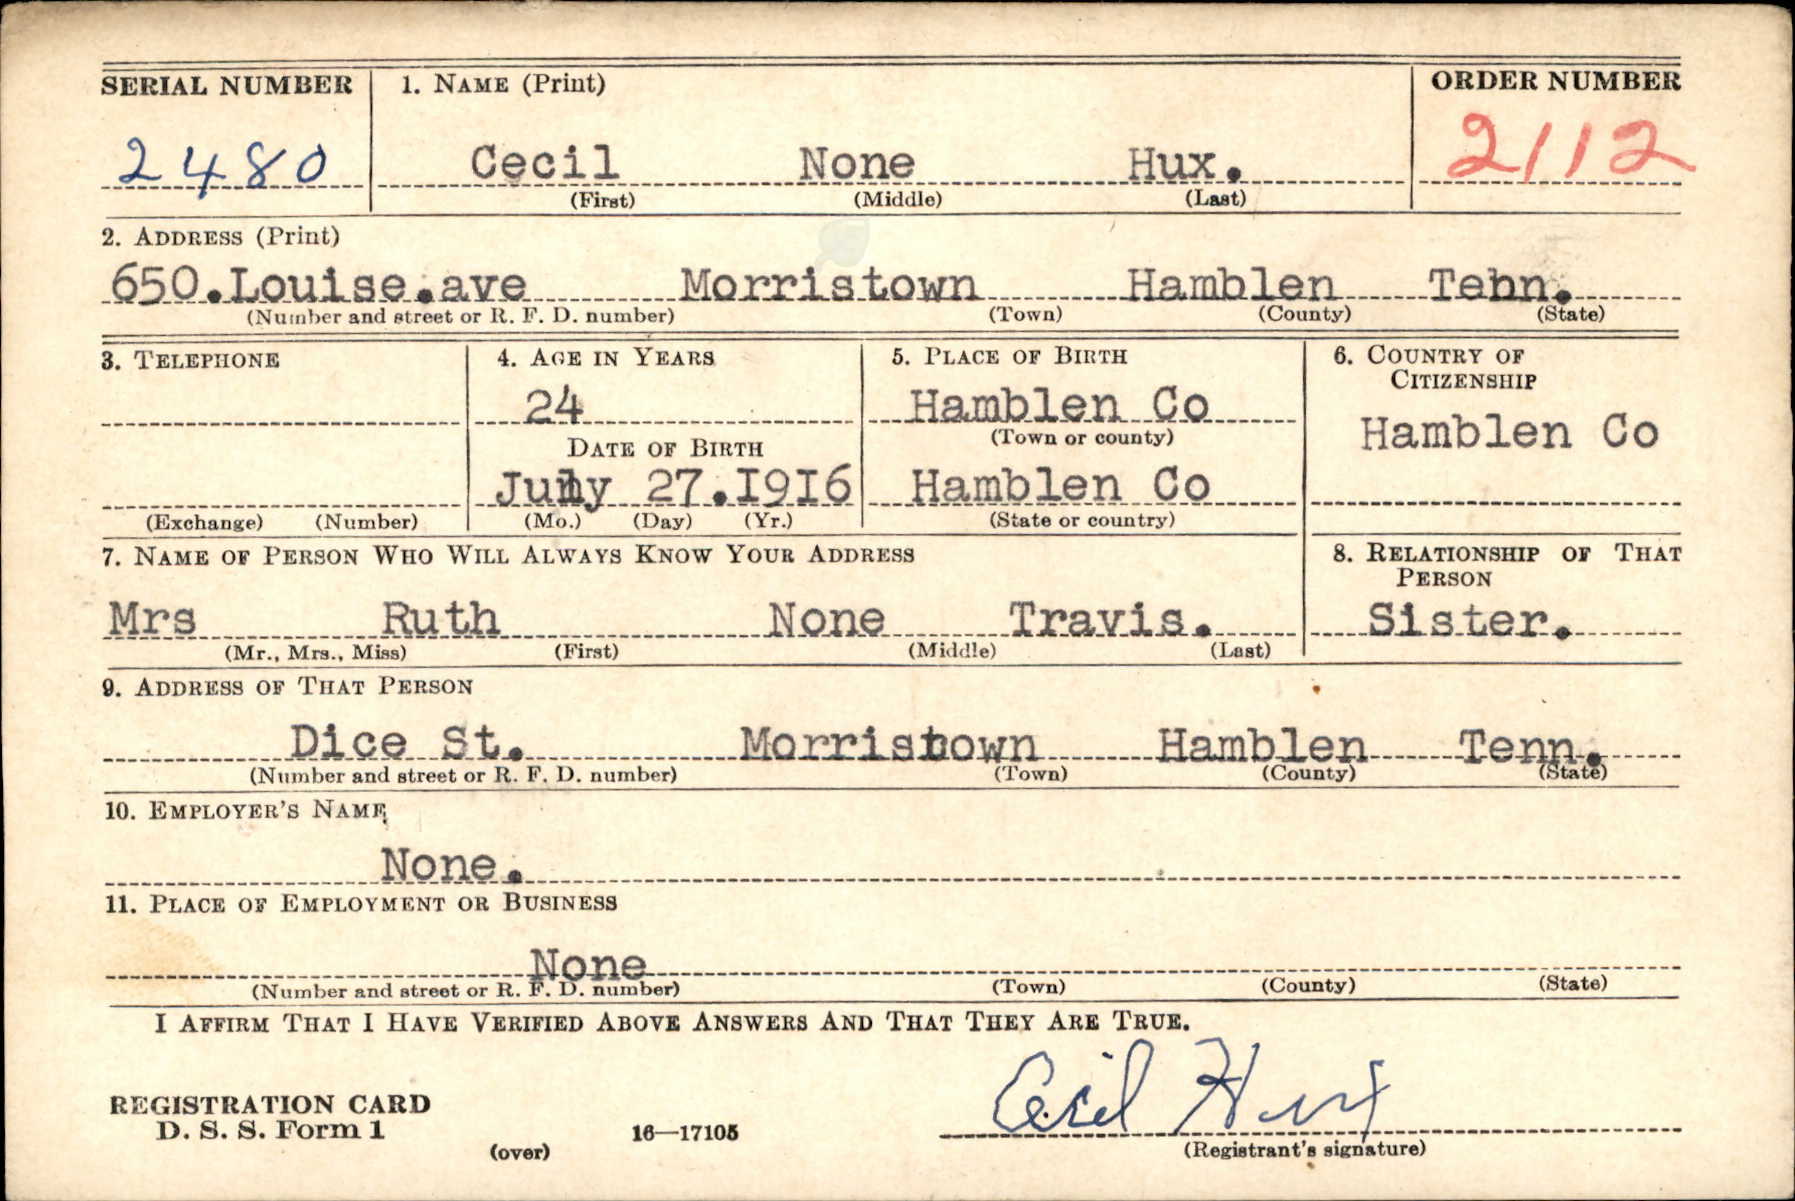 SERIAL NUMBER 1. NAME (Print) ORDER NUMBER
2480 Cecil None Hux. 2112
(First) (Middle) (Last)
2. ADDRESS (Print)
650.Louise.ave Morristown Hamblen Tenn.
(Number and street or R. F. D. number) (Town) (County) (State)
3. TELEPHONE 4. AGE IN YEARS 5. PLACE OF BIRTH 6. COUNTRY OF CITIZENSHIP
24 Hamblen Co Hamblen Co
DATE OF BIRTH (Town or county)
July 27.I9I6 Hamblen Co
(Exchange) (Number) (Mo.) (Day) (Yr.) (State or country)
7. NAME OF PERSON WHO WILL ALWAYS KNOW YOUR ADDRESS 8. RELATIONSHIP OF THAT PERSON
Mrs Ruth None Travis. Sister.
(Mr., Mrs., Miss) (First) (Middle) (Last)
9. ADDRESS OF THAT PERSON
Dice St. Morristown Hamblen Tenn.
(Number and street or R. F. D. number) (Town) (County) (State)
10. EMPLOYER'S NAME
None.
11. PLACE OF EMPLOYMENT OR BUSINESS
None
(Number and street or R. F. D. number) (Town) (County) (State)
I AFFIRM THAT I HAVE VERIFIED ABOVE ANSWERS AND THAT THEY ARE TRUE.
Cecil Hux
REGISTRATION CARD
D. S. S. Form 1
(over) 16—17105 (Registrant's signature)